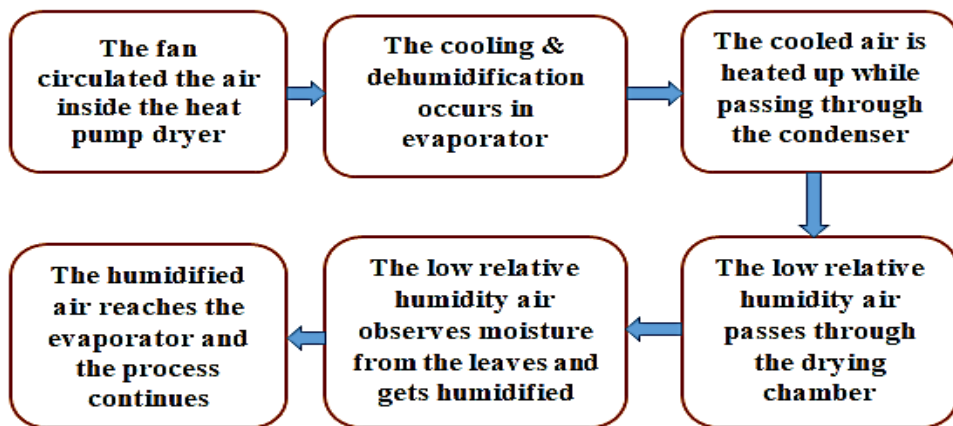 The fan
circulated the air
inside the heat
pump dryer
The cooling &
dehumidification
occurs in
evaporator
The cooled air is
heated up while
passing through
the condenser
The low relative
humidity air
passes through
the drying
chamber
The low relative
humidity air
observes moisture
from the leaves and
gets humidified
The humidified
air reaches the
evaporator and
the process
continues